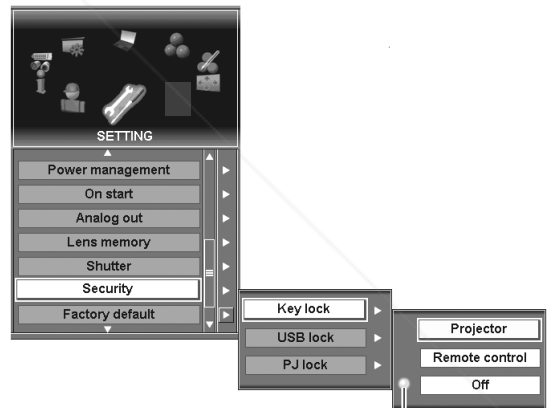 SETTING
Power management
On start
Analog out
Lens memory
Shutter
Security
Factory default
Key lock
USB lock
PJ lock
Projector
Remote control
Off